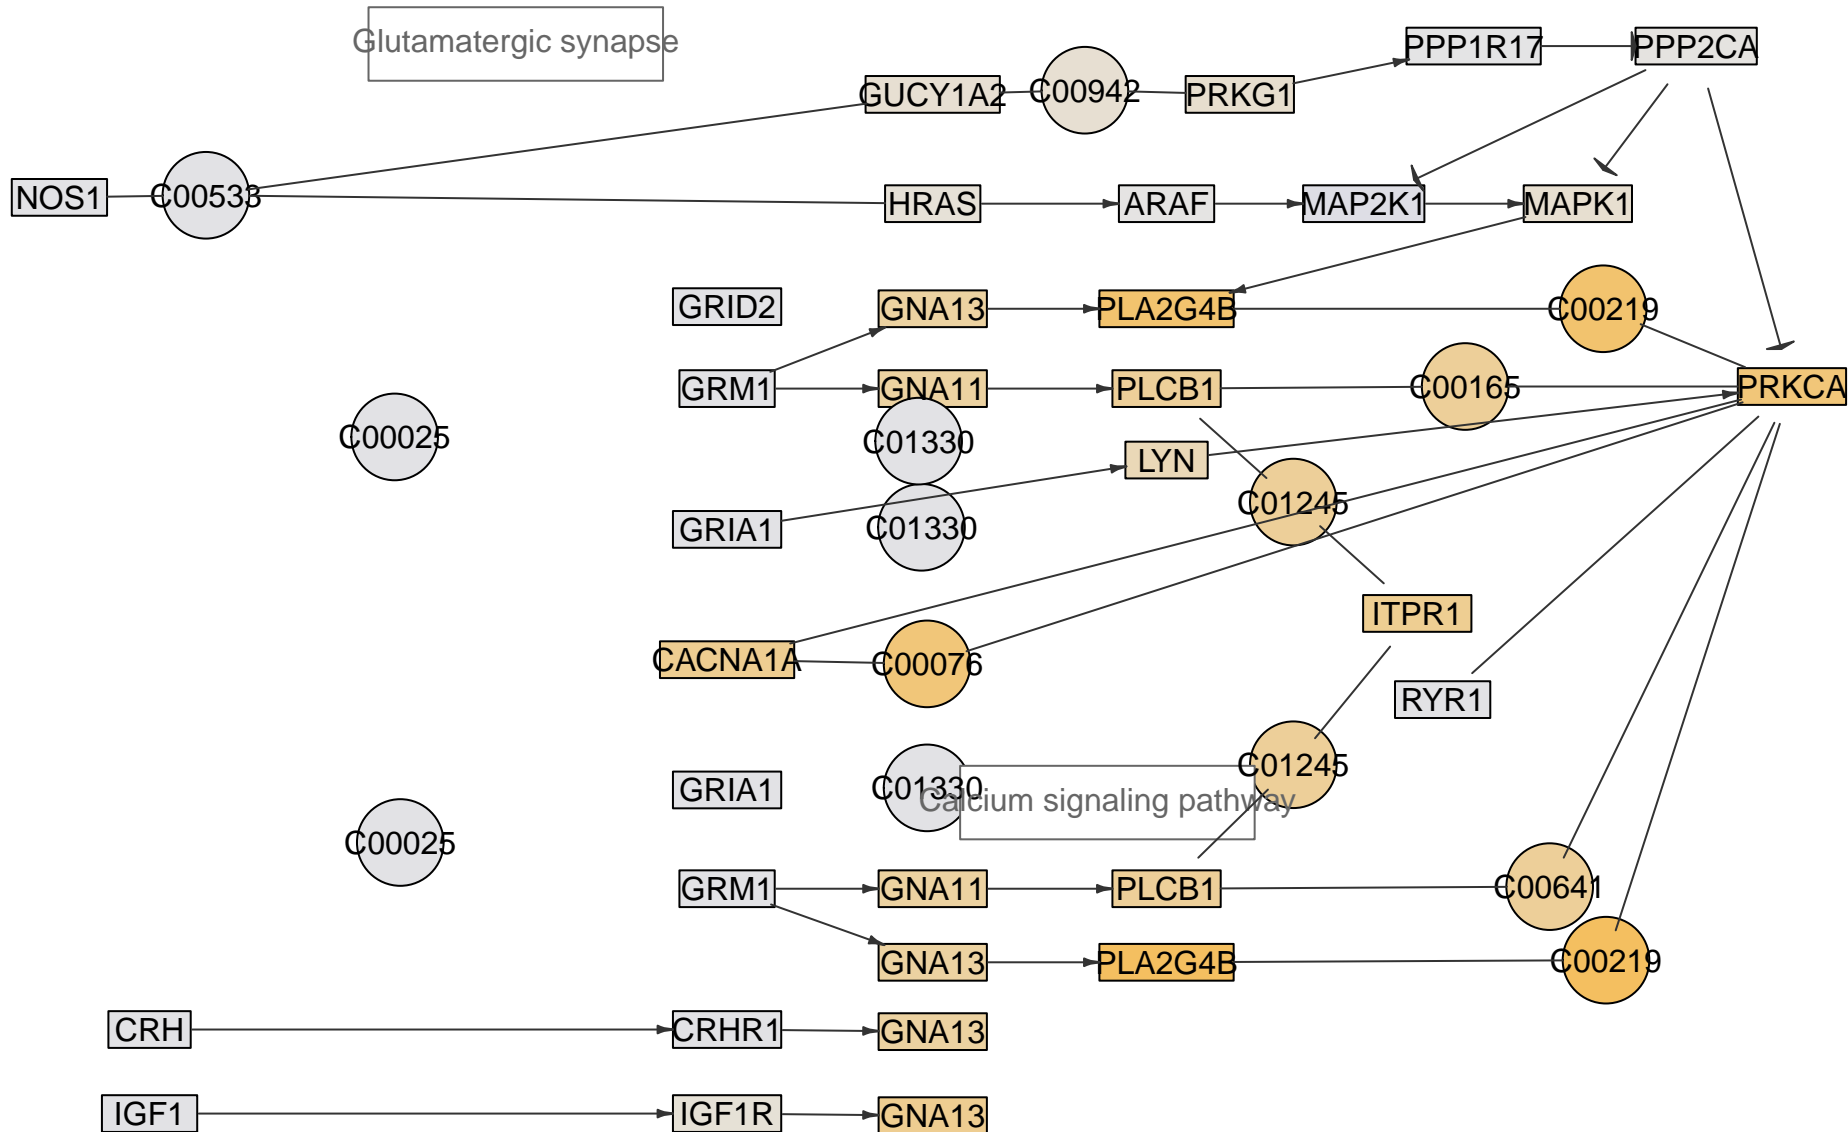 Glutamatergic synapse
PPP1R17
PPP2CA
GUCY1A2
C00942
PRKG1
NOS1
C00533
HRAS
ARAF
MAP2K1
MAPK1
GRID2
GNA13
PLA2G4B
C00219
GRM1
GNA11
PLCB1
C00165
PRKCA
C00025
C01330
LYN
GRIA1
C01330
C01245
ITPR1
CACNA1A
C00076
RYR1
C01245
GRIA1
C01330
Calcium signaling pathway
C00025
GRM1
GNA11
PLCB1
C00641
GNA13
PLA2G4B
C00219
CRH
CRHR1
GNA13
IGF1
IGF1R
GNA13